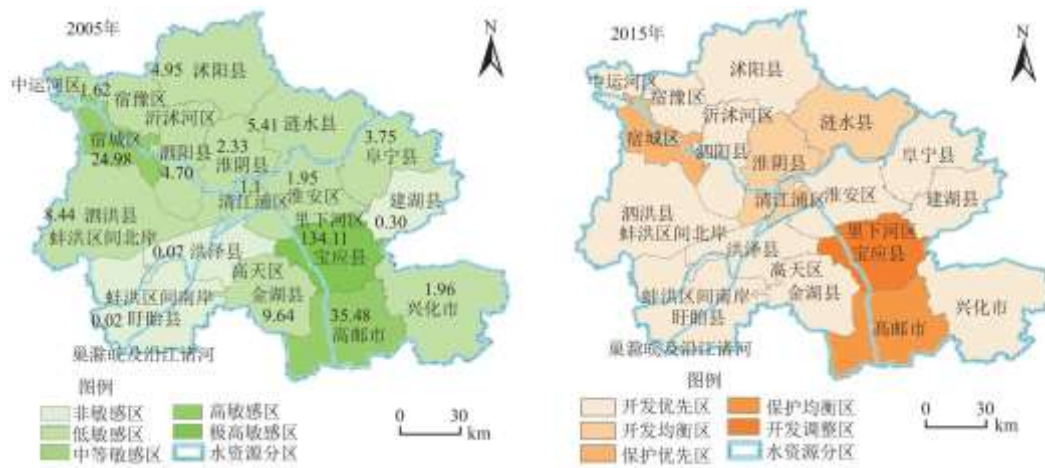 2005年
N
中运河区
1.62
4.95 沭阳县
宿豫区
沂沭河区
宿城区
24.98
泗阳县
4.70
2.33
淮阴县
5.41 涟水县
3.75
阜宁县
1.1
清江浦区
1.95
淮安区
建湖县
0.30
8.44 泗洪县
蚌洪区间北岸
里下河区
134.11
宝应县
0.07 洪泽县
高天区
金湖县
9.64
蚌洪区间南岸
0.02 盱眙县
35.48
高邮市
1.96
兴化市
巢滁皖及沿江诸河
图例
非敏感区
低敏感区
中等敏感区
高敏感区
极高敏感区
水资源分区
0 30
km
2015年
N
中运河区
宿豫区
沭阳县
沂沭河区
宿城区
泗阳县
淮阴县
涟水县
阜宁县
清江浦区
淮安区
建湖县
泗洪县
蚌洪区间北岸
里下河区
宝应县
洪泽县
高天区
金湖县
蚌洪区间南岸
盱眙县
高邮市
兴化市
巢滁皖及沿江诸河
图例
开发优先区
开发均衡区
保护优先区
保护均衡区
开发调整区
水资源分区
0 30
km